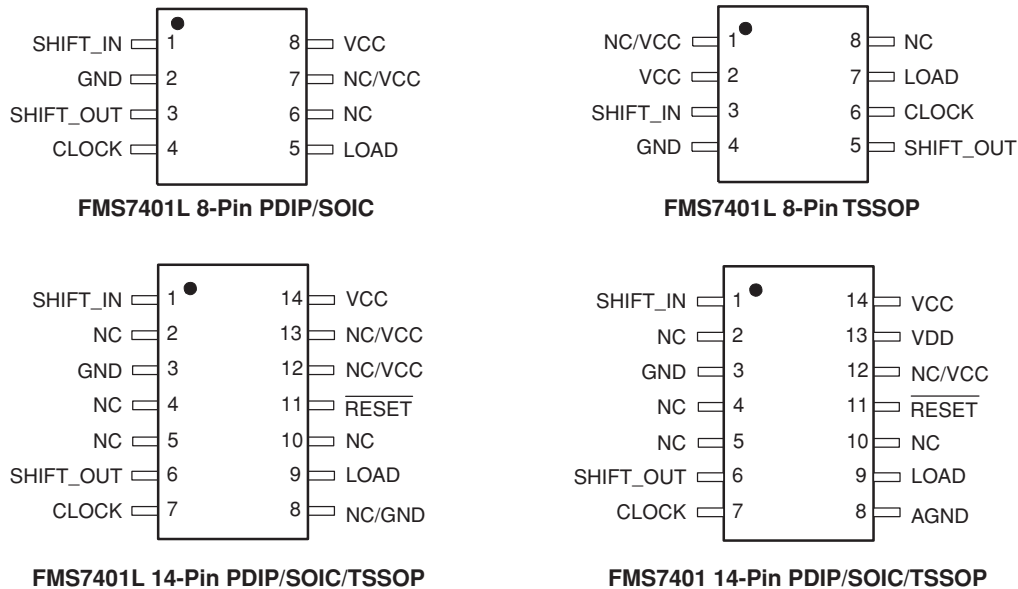 SHIFT_IN 1 8 VCC
GND 2 7 NC/VCC
SHIFT_OUT 3 6 NC
CLOCK 4 5 LOAD
FMS7401L 8-Pin PDIP/SOIC
NC/VCC 1 8 NC
VCC 2 7 LOAD
SHIFT_IN 3 6 CLOCK
GND 4 5 SHIFT_OUT
FMS7401L 8-Pin TSSOP
SHIFT_IN 1 14 VCC
NC 2 13 NC/VCC
GND 3 12 NC/VCC
NC 4 11 RESET
NC 5 10 NC
SHIFT_OUT 6 9 LOAD
CLOCK 7 8 NC/GND
FMS7401L 14-Pin PDIP/SOIC/TSSOP
SHIFT_IN 1 14 VCC
NC 2 13 VDD
GND 3 12 NC/VCC
NC 4 11 RESET
NC 5 10 NC
SHIFT_OUT 6 9 LOAD
CLOCK 7 8 AGND
FMS7401 14-Pin PDIP/SOIC/TSSOP